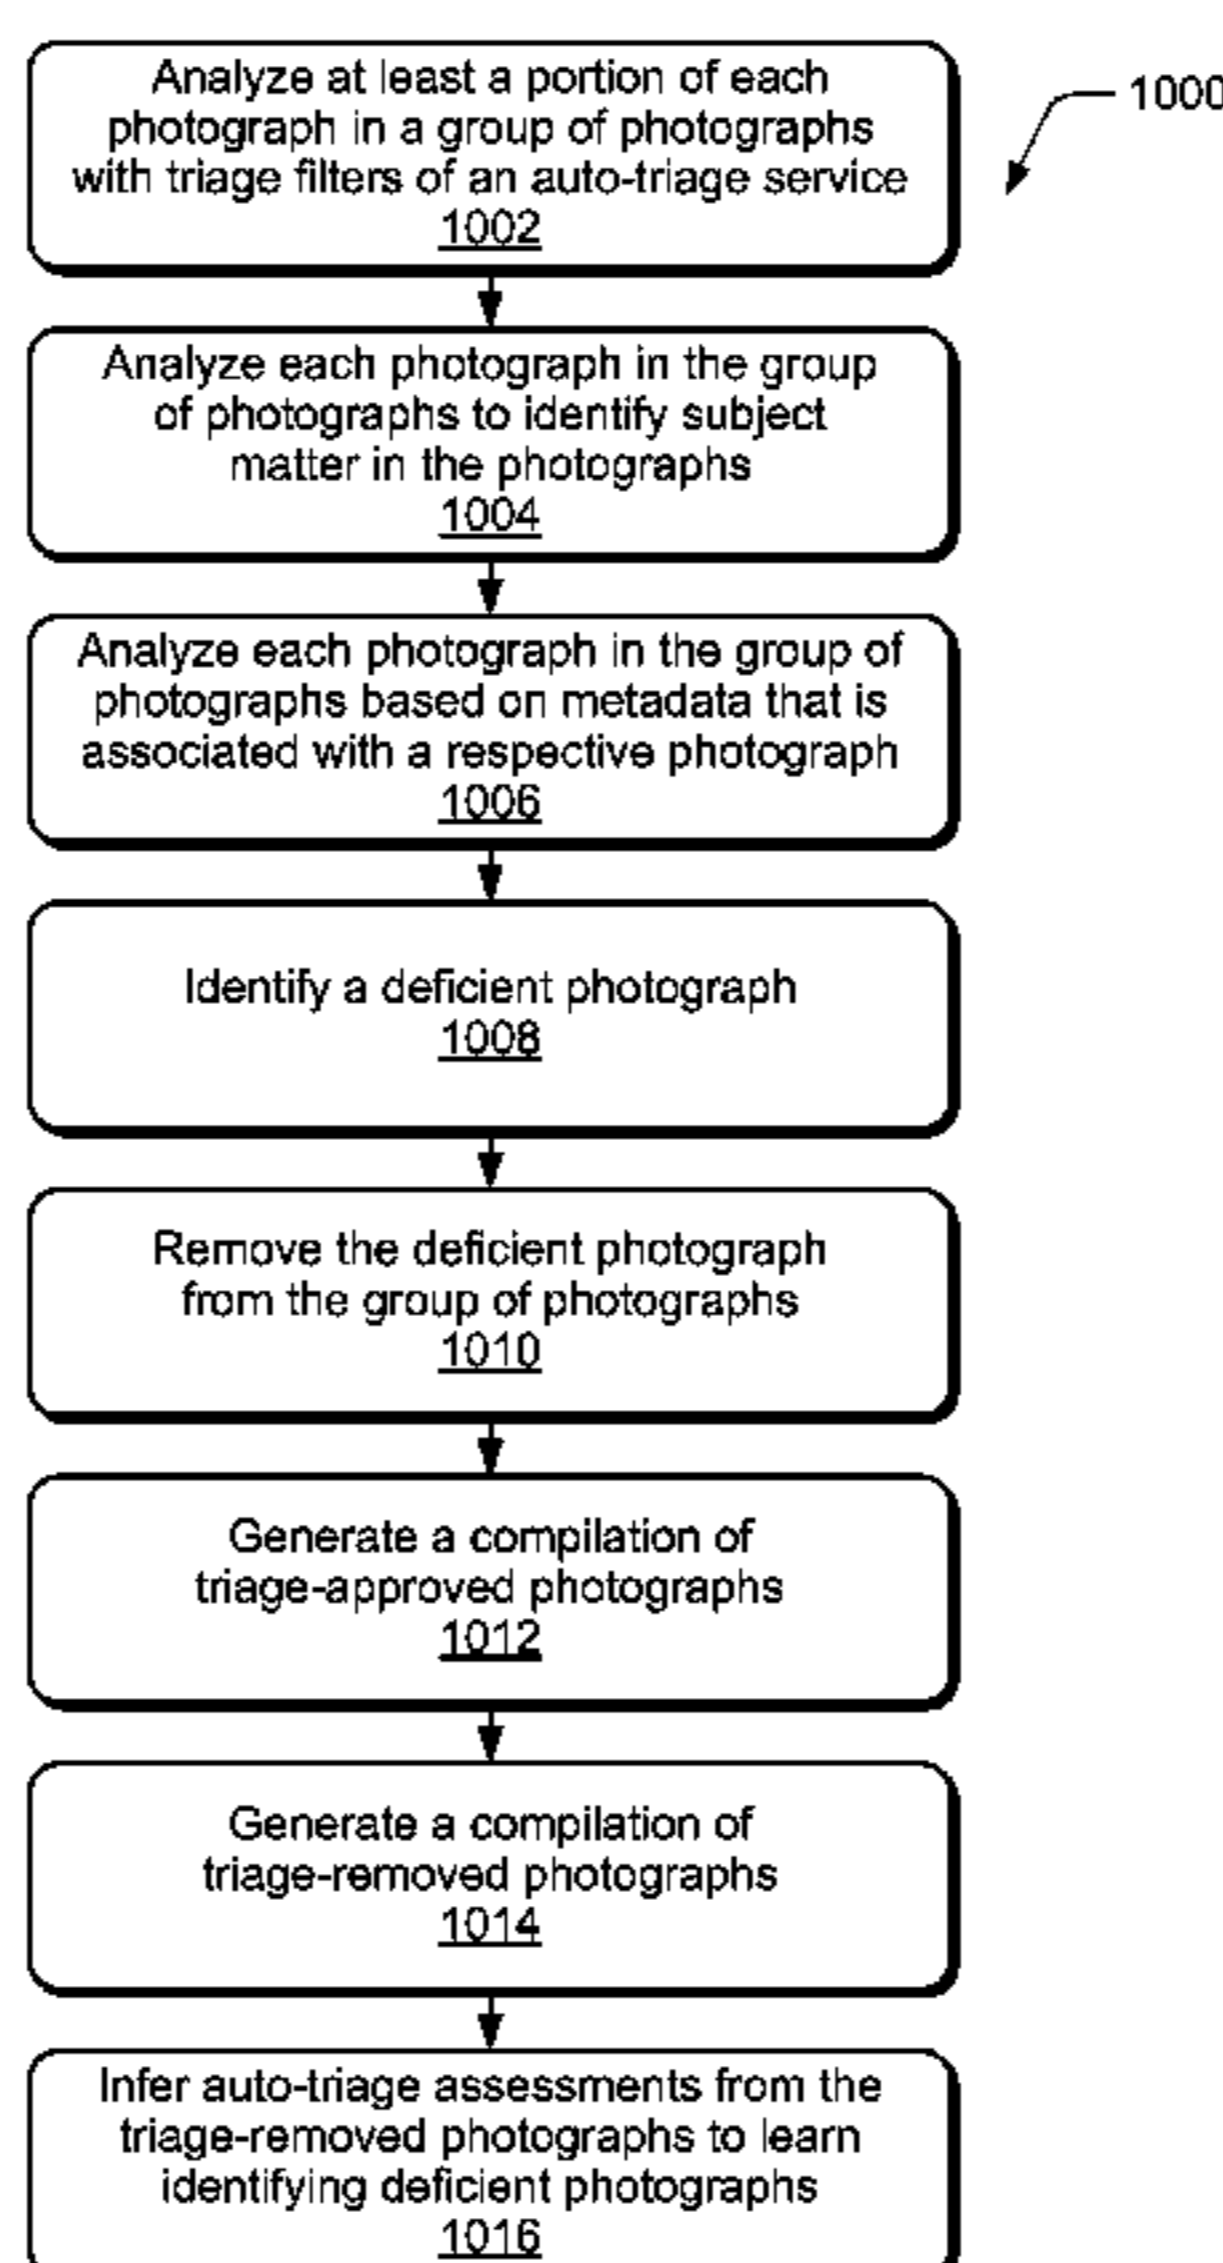 Analyze at least a portion of each
photograph in a group of photographs
with triage filters of an auto-triage service
1002
1000
Analyze each photograph in the group
of photographs to identify subject
matter in the photographs
1004
Analyze each photograph in the group of
photographs based on metadata that is
associated with a respective photograph
1006
Identify a deficient photograph
1008
Remove the deficient photograph
from the group of photographs
1010
Generate a compilation of
triage-approved photographs
1012
Generate a compilation of
triage-removed photographs
1014
Infer auto-triage assessments from the
triage-removed photographs to learn
identifying deficient photographs
1016